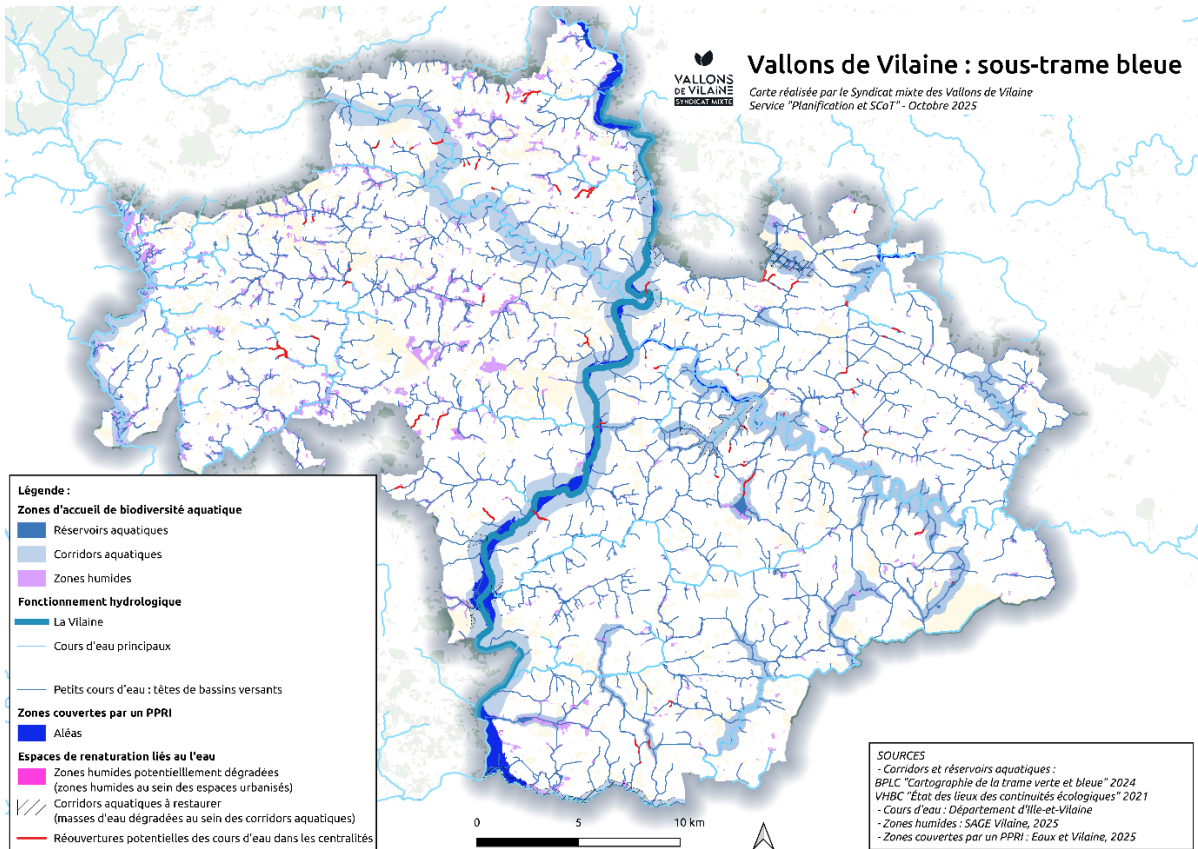 VALLONS
DE VILAINE
SYNDICAT MIXTE
Vallons de Vilaine : sous-trame bleue
Carte réalisée par le Syndicat mixte des Vallons de Vilaine
Service "Planification et SCoT" - Octobre 2025
Légende :
Zones d'accueil de biodiversité aquatique
Réservoirs aquatiques
Corridors aquatiques
Zones humides
Fonctionnement hydrologique
La Vilaine
Cours d'eau principaux
Petits cours d'eau : têtes de bassins versants
Zones couvertes par un PPRI
Aléas
Espaces de renaturation liés au l'eau
Zones humides potentielllement dégradées
(zones humides au sein des espaces urbanisés)
Corridors aquatiques à restaurer
(masses d'eau dégradées au sein des corridors aquatiques)
Réouvertures potentielles des cours d'eau dans les centralités
0 5 10 km
SOURCES
- Corridors et réservoirs aquatiques :
BPLC "Cartographie de la trame verte et bleue" 2024
VHBC "État des lieux des continuités écologiques" 2021
- Cours d'eau : Département d'Ille-et-Vilaine
- Zones humides : SAGE Vilaine, 2025
- Zones couvertes par un PPRI : Eaux et Vilaine, 2025